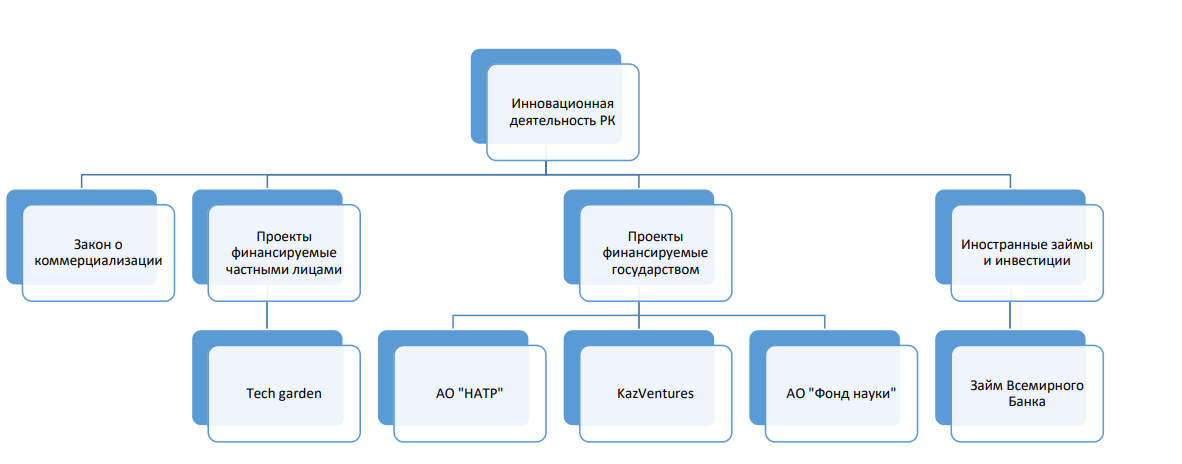 Инновационная
деятельность РК
Закон о
коммерциализации
Проекты
финансируемые
частными лицами
Проекты
финансируемые
государством
Иностранные займы
и инвестиции
Tech garden
АО "НАТР"
KazVentures
АО "Фонд науки"
Займ Всемирного
Банка